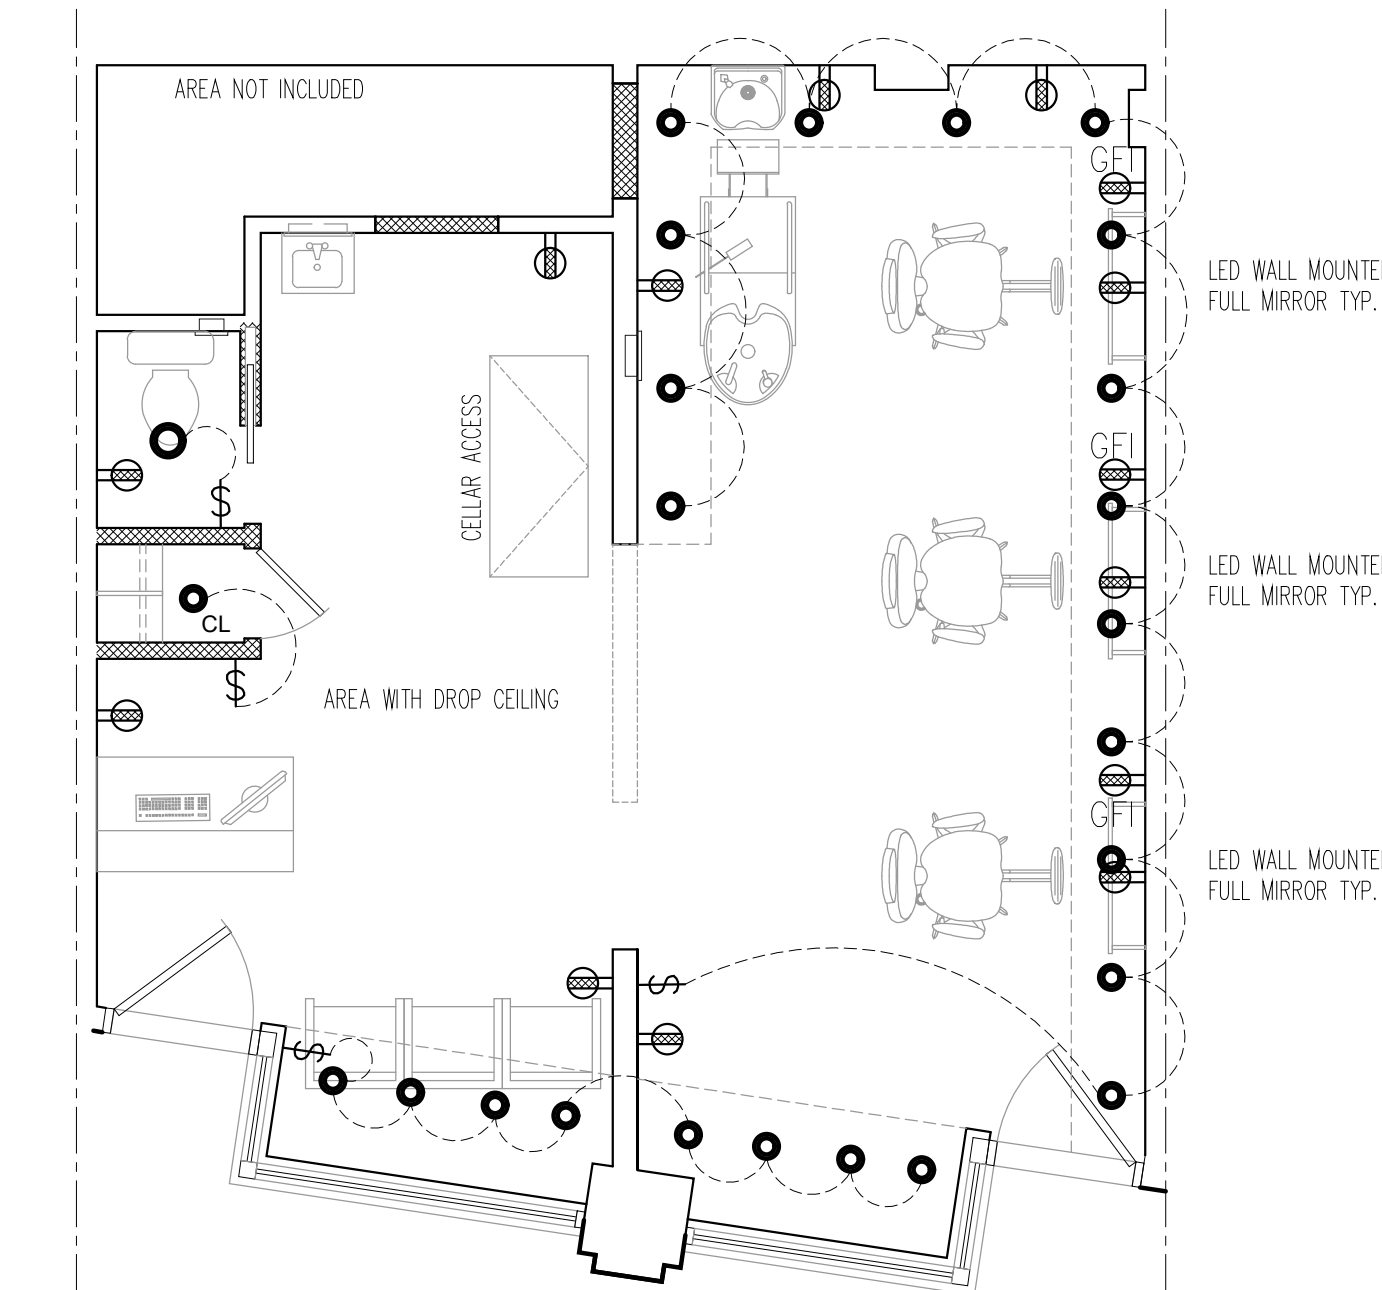 AREA NOT INCLUDED
GFI
LED WALL MOUNTE
FULL MIRROR TYP.
CELLAR ACCESS
GFI
$
LED WALL MOUNTE
FULL MIRROR TYP.
CL
$
AREA WITH DROP CEILING
GFI
LED WALL MOUNTE
FULL MIRROR TYP.
$
$